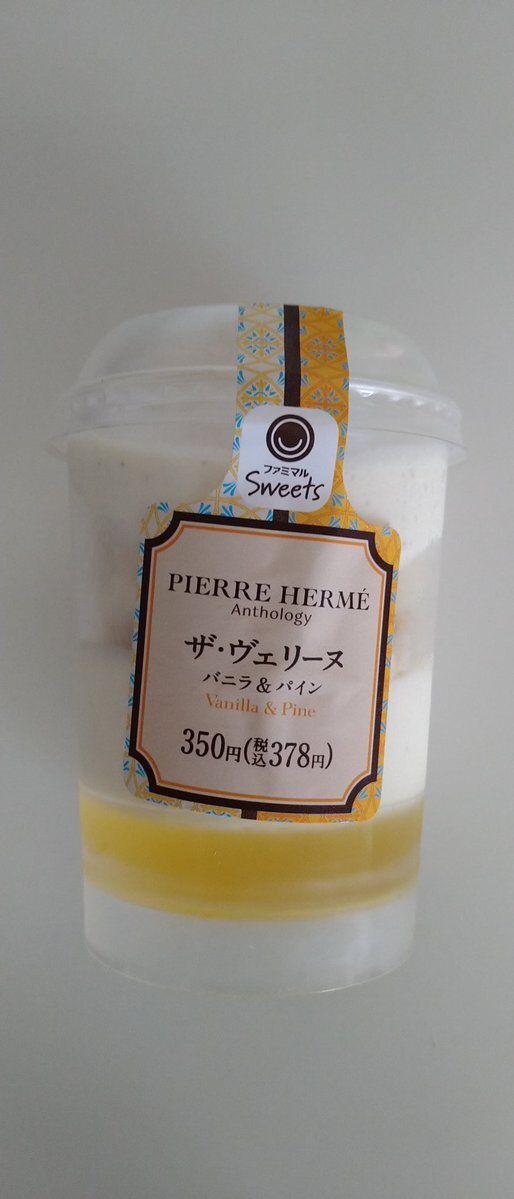 ファミマル
Sweets
PIERRE HERMÉ
Anthology
ザ・ヴェリーヌ
バニラ & パイン
Vanilla & Pine
350円(税込378円)